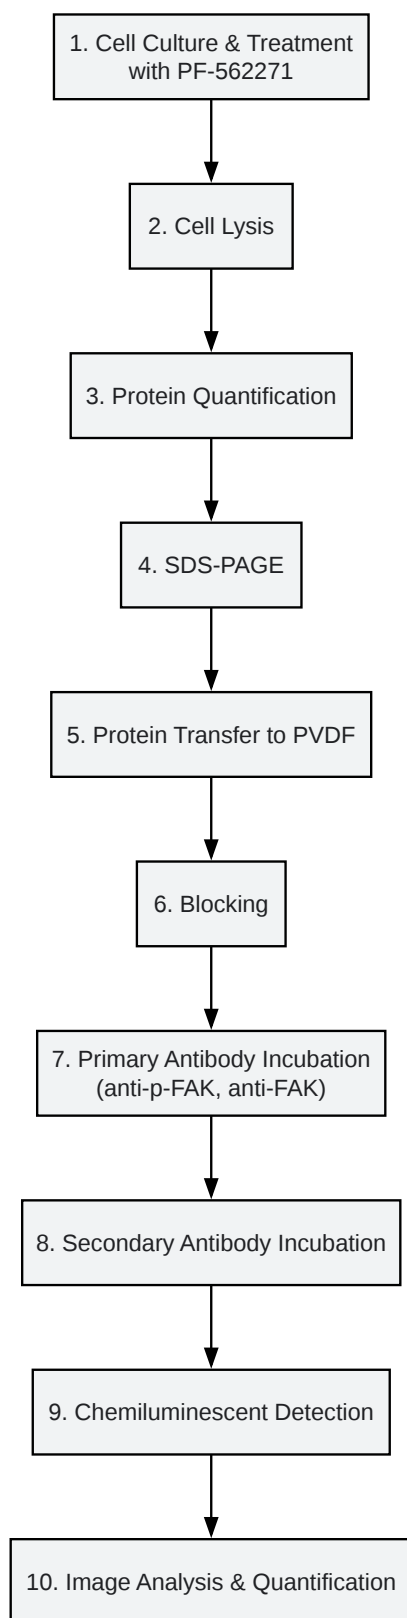 1. Cell Culture & Treatment
with PF-562271
2. Cell Lysis
3. Protein Quantification
4. SDS-PAGE
5. Protein Transfer to PVDF
6. Blocking
7. Primary Antibody Incubation
(anti-p-FAK, anti-FAK)
8. Secondary Antibody Incubation
9. Chemiluminescent Detection
10. Image Analysis & Quantification